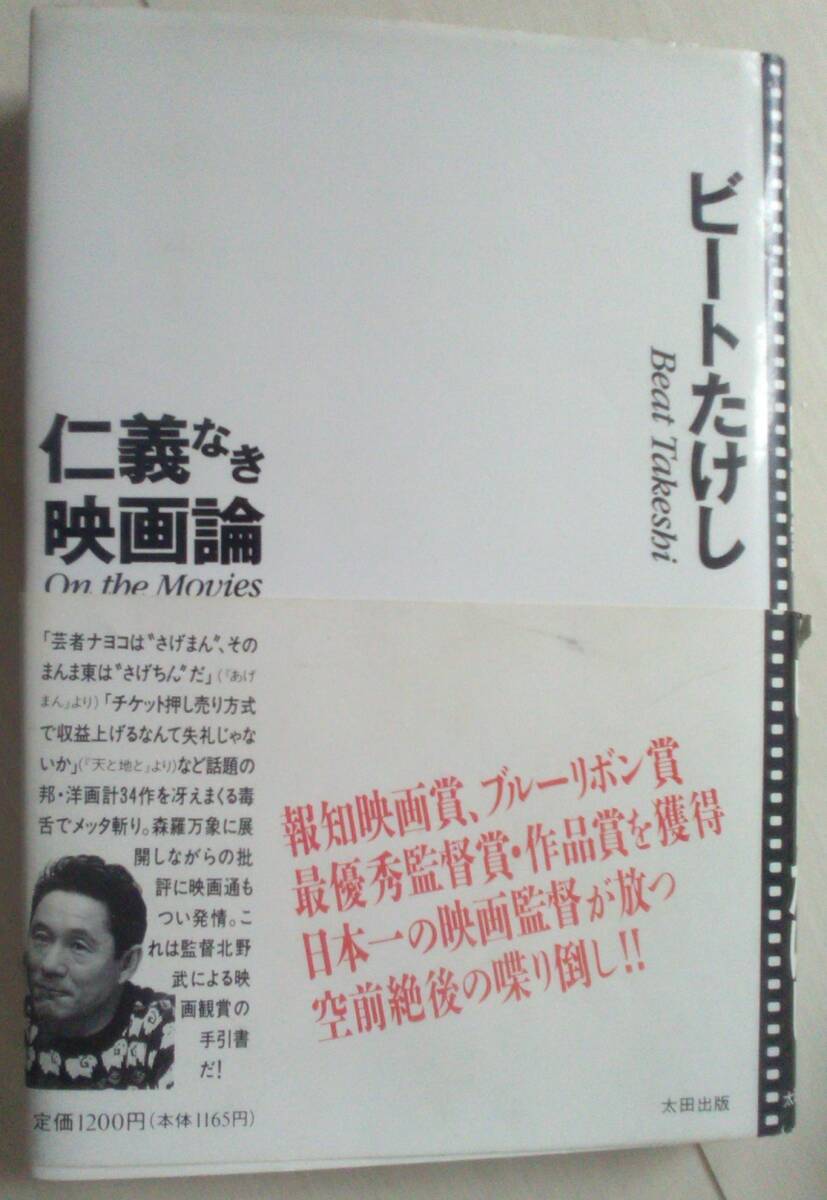 ビートたけし
Beat Takeshi
仁義なき
映画論
On the Movies
「芸者ナヨコは“さげまん”、その
まんま東は“さげちん”だ」(『あげ
まん』より)「チケット押し売り方式
で収益上げるなんて失礼じゃな
いか」(『天と地と』より)など話題の
邦・洋画計34作を冴えまくる毒
舌でメッタ斬り。森羅万象に展
開しながらの批
評に映画通も
つい発情。こ
れは監督北野
武による映
画観賞の
手引書
だ!
報知映画賞、ブルーリボン賞
最優秀監督賞・作品賞を獲得
日本一の映画監督が放つ
空前絶後の喋り倒し!!
定価1200円(本体1165円)
太田出版